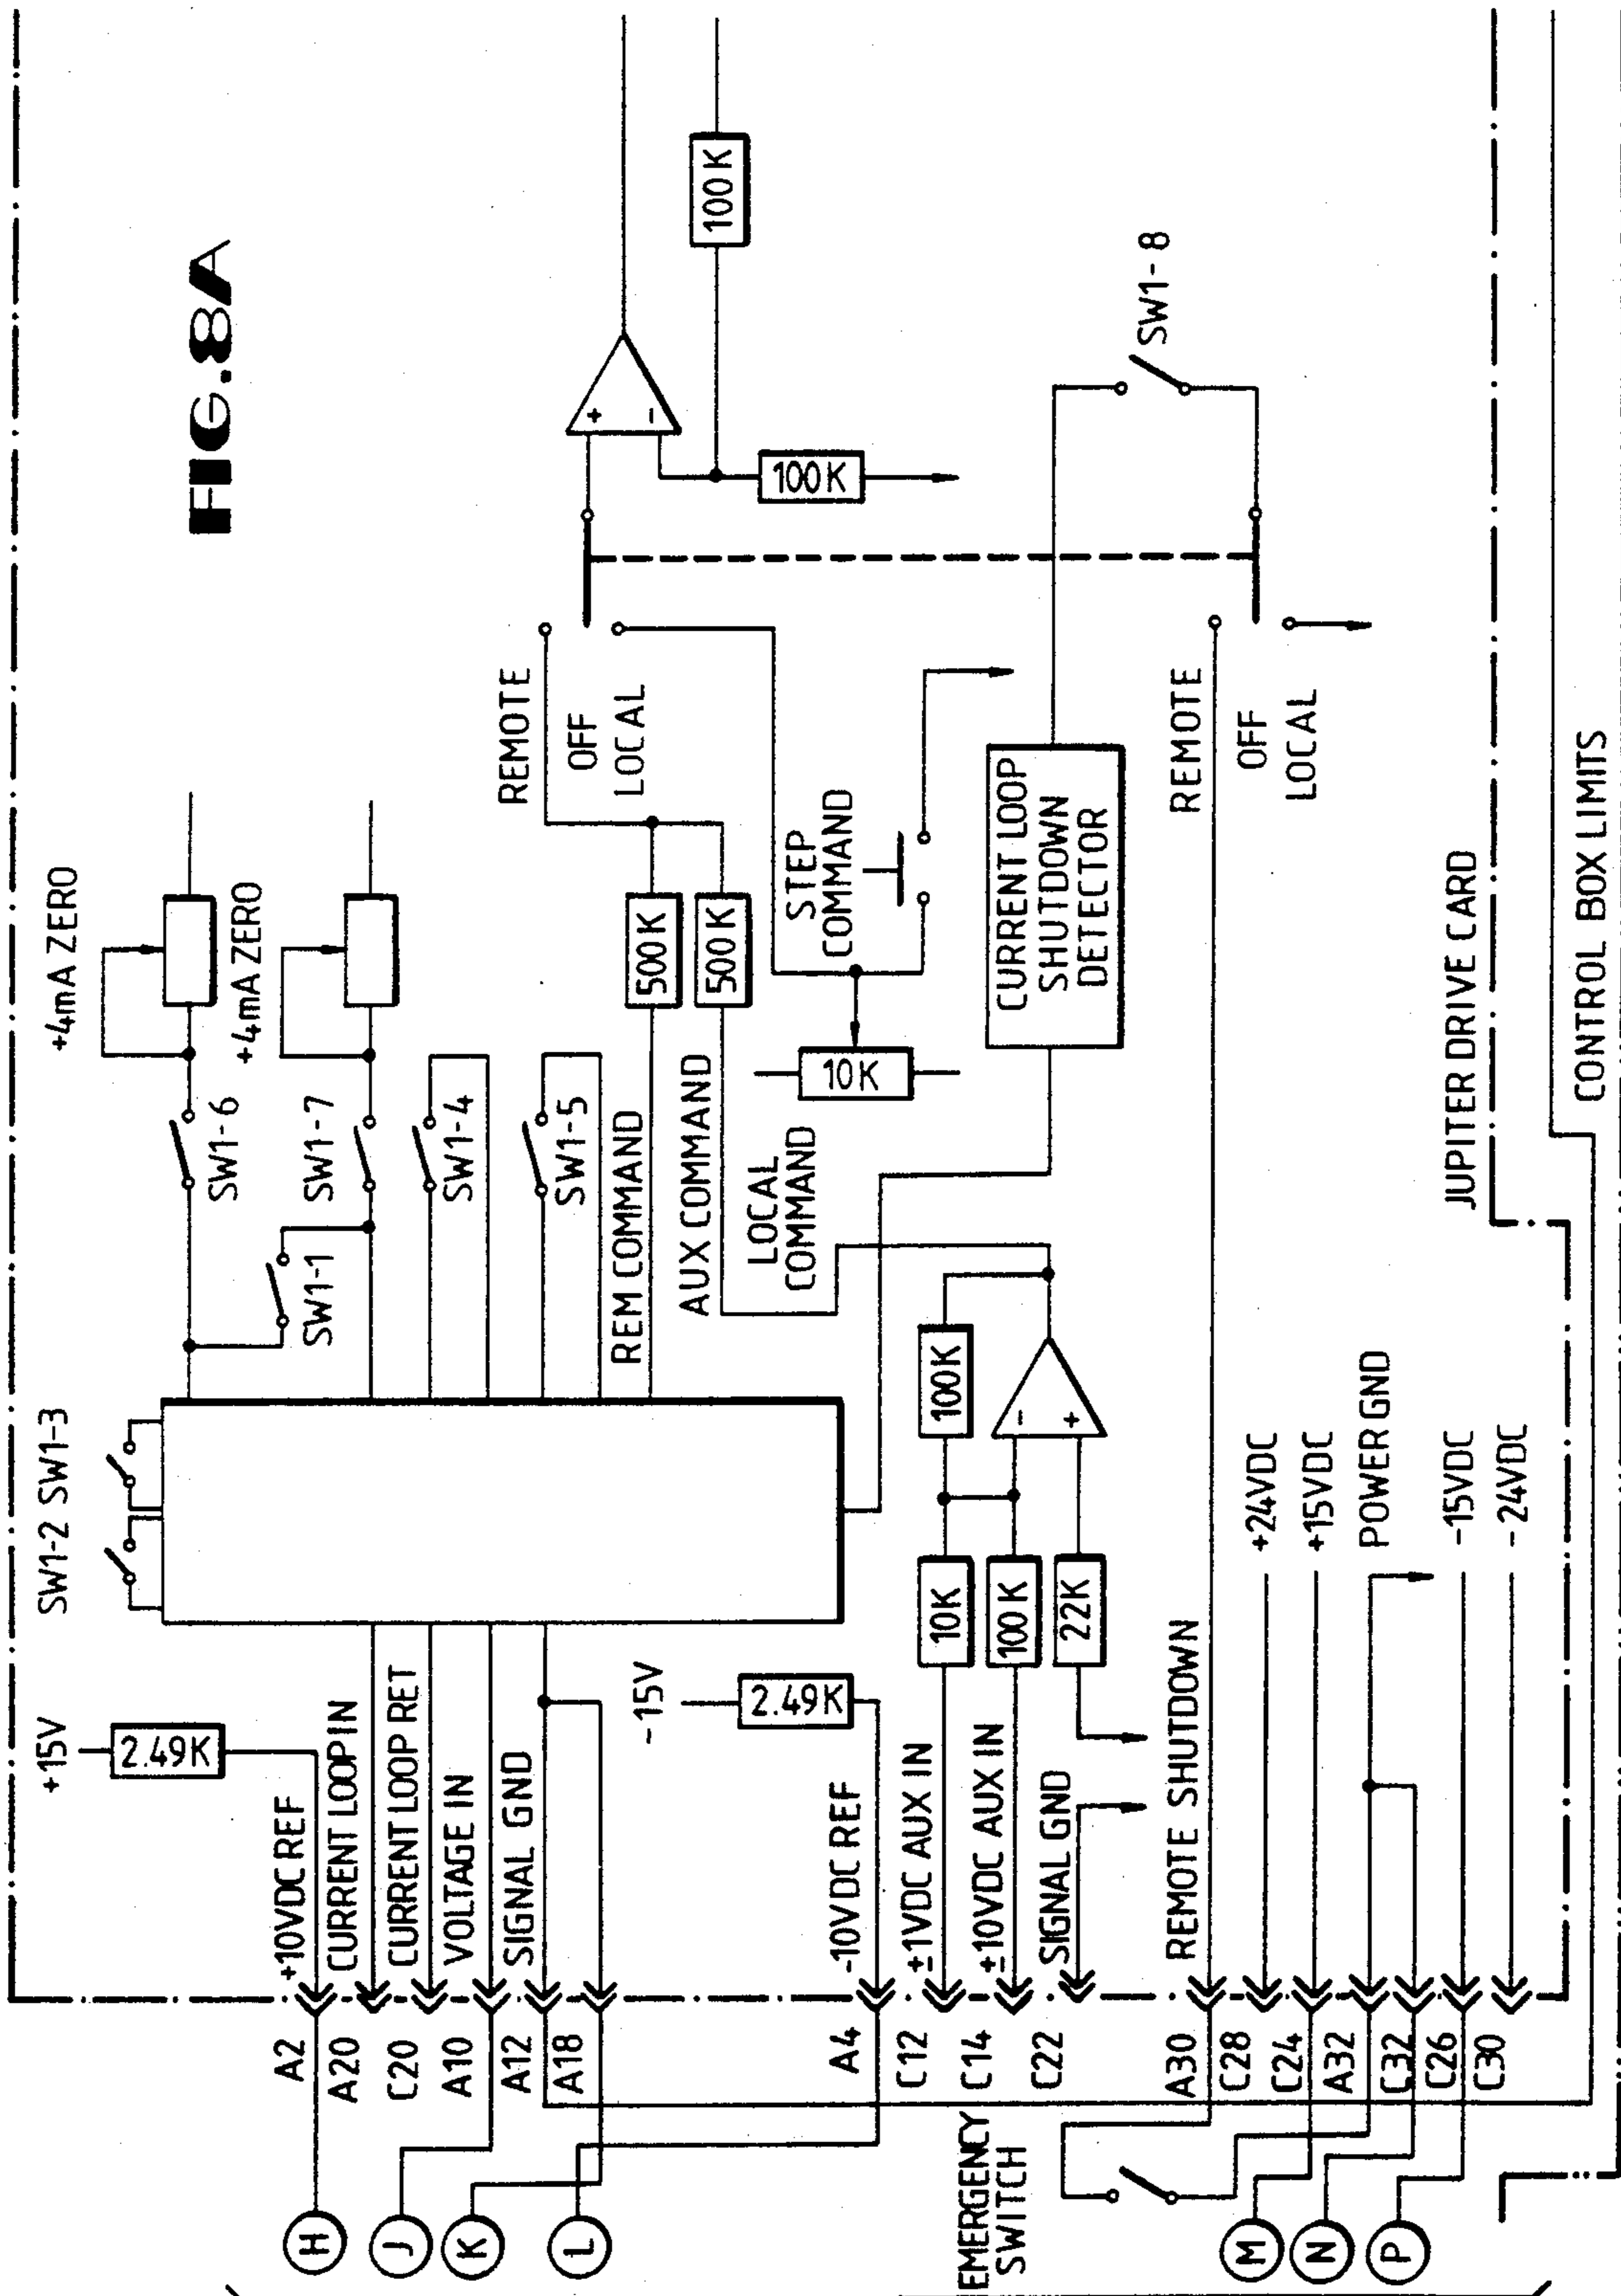 FIG.8A
+4mA ZERO
+4mA ZERO
SW1-2 SW1-3
SW1-6
SW1-1
SW1-7
SW1-4
SW1-5
+15V
2.49K
+10VDC REF
CURRENT LOOP IN
CURRENT LOOP RET
VOLTAGE IN
SIGNAL GND
-15V
2.49K
-10VDC REF
±1VDC AUX IN
±10VDC AUX IN
SIGNAL GND
REMOTE SHUTDOWN
+24VDC
+15VDC
POWER GND
-15VDC
-24VDC
REM COMMAND
500K
AUX COMMAND
500K
LOCAL
COMMAND
10K
STEP
COMMAND
REMOTE
OFF
LOCAL
+
-
100K
100K
10K
100K
100K
22K
-
+
CURRENT LOOP
SHUTDOWN
DETECTOR
SW1-8
REMOTE
OFF
LOCAL
A2
A20
C20
A10
A12
A18
A4
C12
C14
C22
A30
C28
C24
A32
C32
C26
C30
H
J
K
L
EMERGENCY
SWITCH
M
N
P
JUPITER DRIVE CARD
CONTROL BOX LIMITS